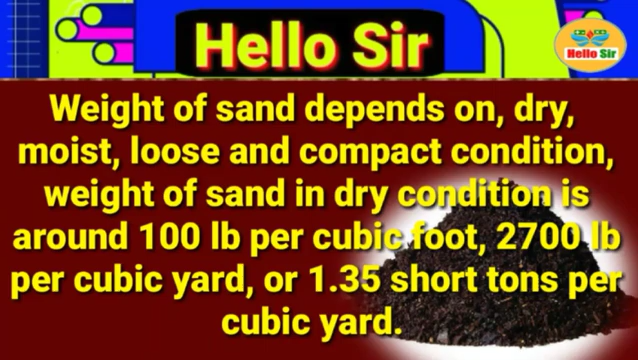 Hello Sir
Hello Sir
Weight of sand depends on, dry,
moist, loose and compact condition,
weight of sand in dry condition is
around 100 lb per cubic foot, 2700 lb
per cubic yard, or 1.35 short tons per
cubic yard.